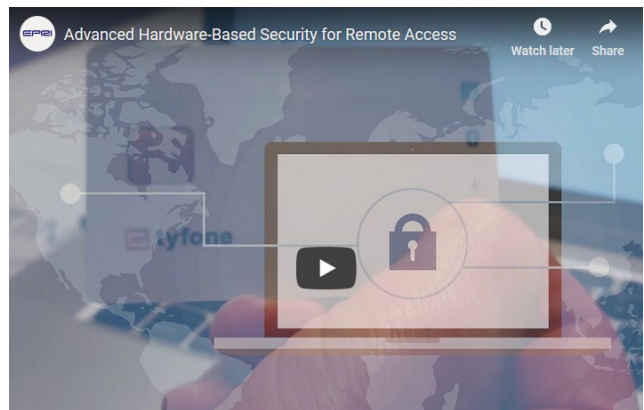 EPRI
Advanced Hardware-Based Security for Remote Access
Watch later
Share
tyfone